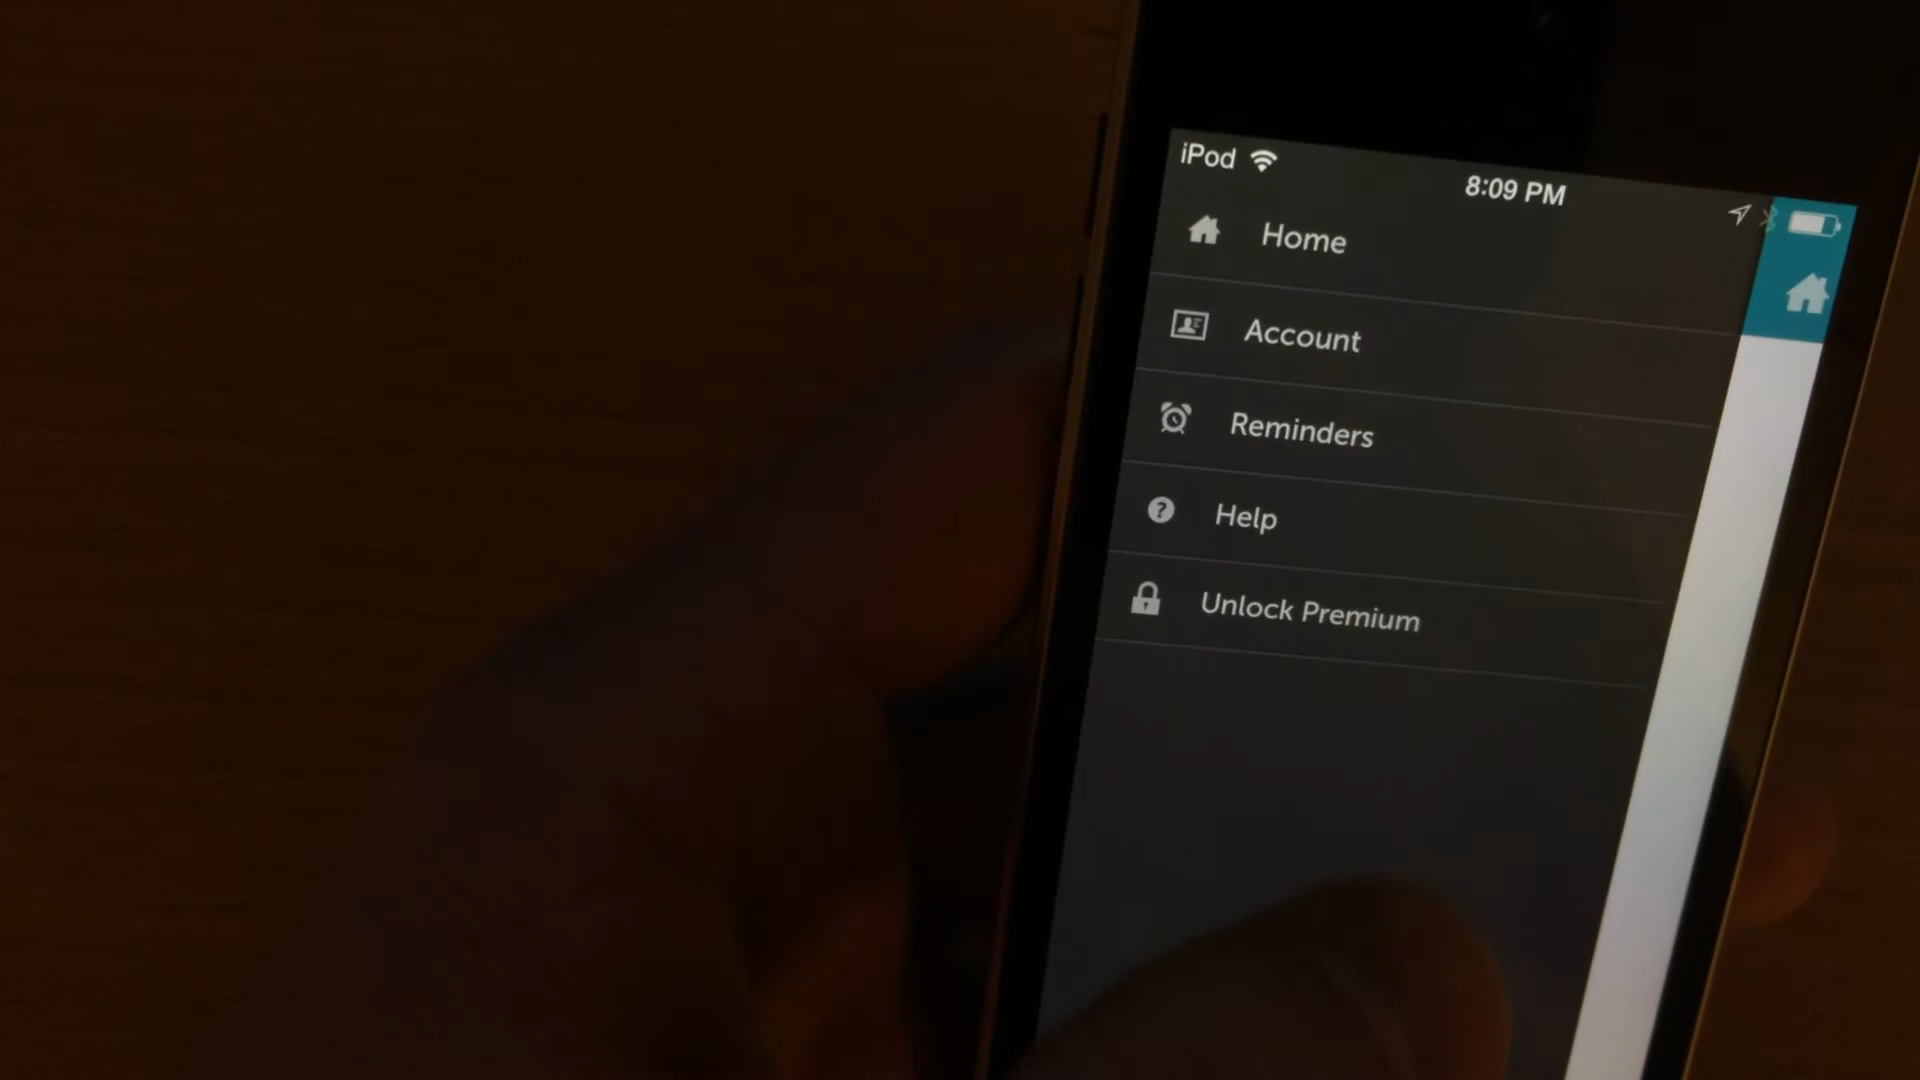 iPod
8:09 PM
Home
Account
Reminders
Help
Unlock Premium